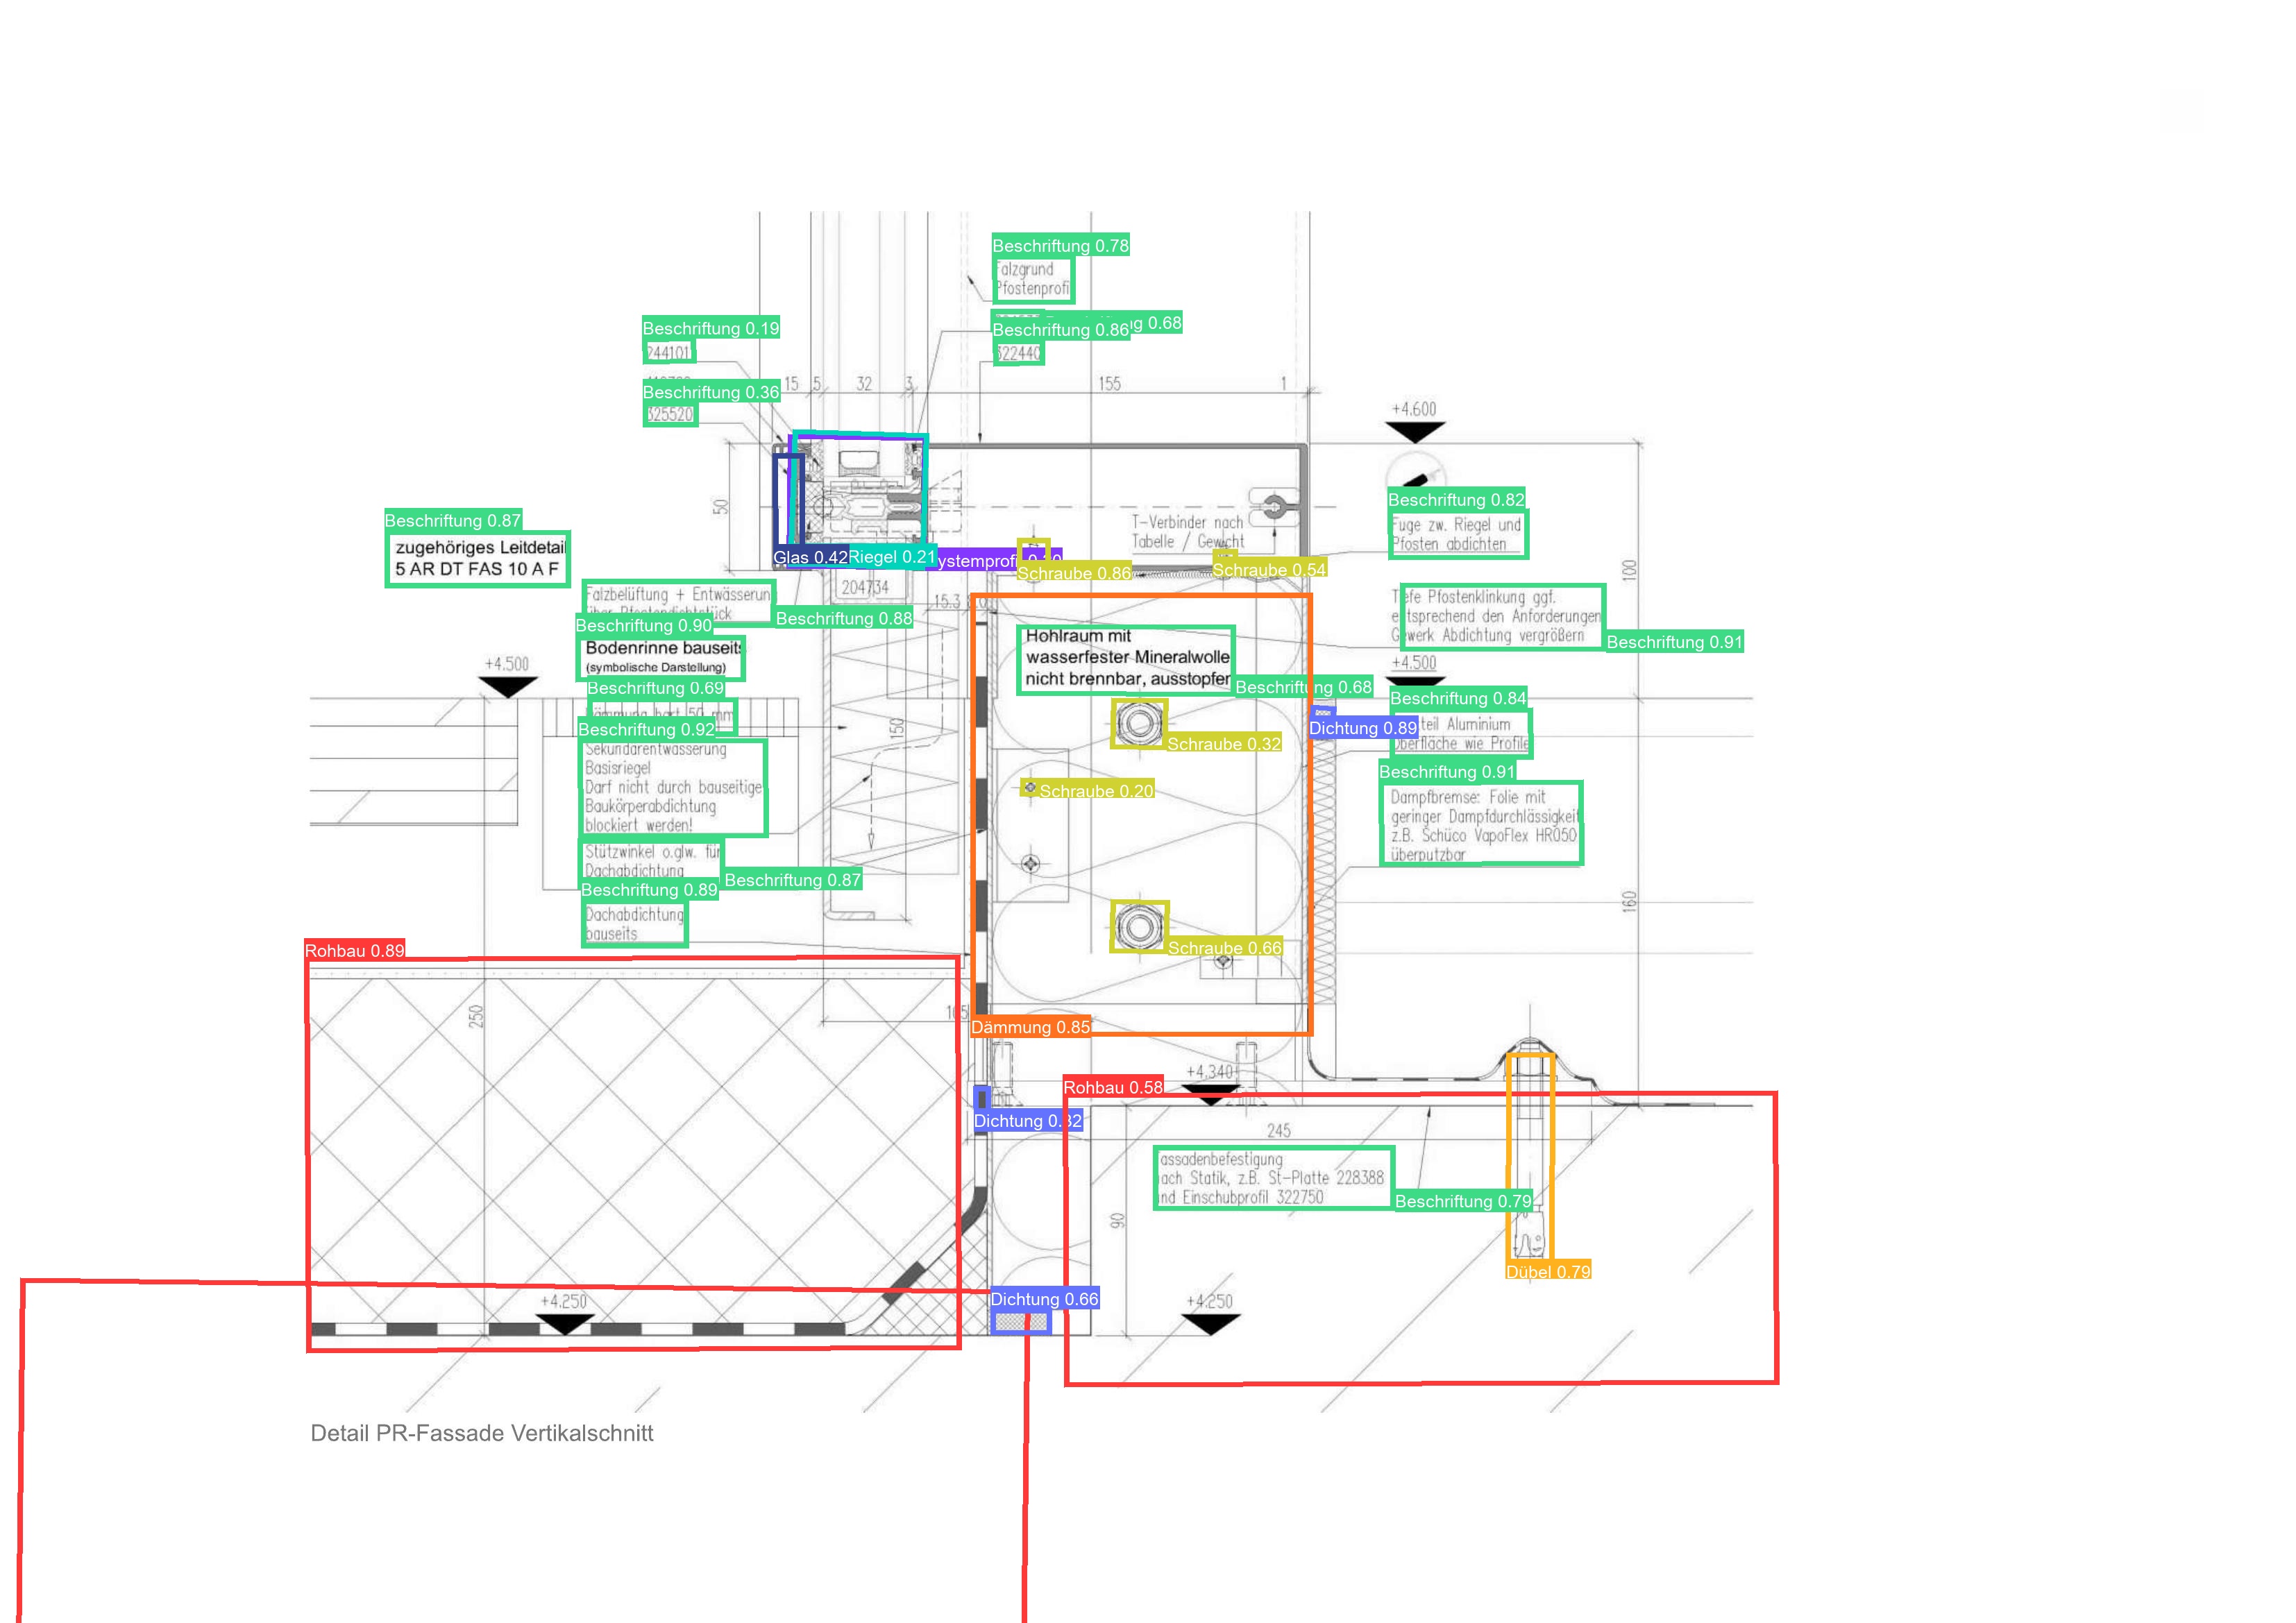 Beschriftung 0.78
Falzgrund
Pfostenprofil
Beschriftung 0.19
244101
Beschriftung 0.86
ng 0.68
322440
Beschriftung 0.36
325520
15 5 32 3 155 1
+4.600
50
Beschriftung 0.82
Fuge zw. Riegel und
Pfosten abdichten
T-Verbinder nach
Tabelle / Gewicht
Beschriftung 0.87
zugehöriges Leitdetail
5 AR DT FAS 10 A F
Glas 0.42
Riegel 0.21
ystemprofil
Schraube 0.86
Schraube 0.54
100
204734
15.3
Falzbelüftung + Entwässerun
Beschriftung 0.88
Tiefe Pfostenklinkung ggf.
entsprechend den Anforderungen
Gewerk Abdichtung vergrößern
Beschriftung 0.91
Beschriftung 0.90
Bodenrinne bauseits
(symbolische Darstellung)
Hohlraum mit
wasserfester Mineralwolle
nicht brennbar, ausstopfen
Beschriftung 0.68
+4.500
+4.500
Beschriftung 0.69
Dämmung hart 50 mm
Beschriftung 0.84
teil Aluminium
Oberfläche wie Profile
Dichtung 0.89
Schraube 0.32
150
Beschriftung 0.92
Sekundärentwässerung
Basisriegel
Darf nicht durch bauseitige
Baukörperabdichtung
blockiert werden!
Beschriftung 0.91
Dampfbremse: Folie mit
geringer Dampfdurchlässigkeit
z.B. Schüco VapoFlex HR050
überputzbar
Schraube 0.20
Stützwinkel o.glw. für
Dachabdichtung
Beschriftung 0.87
Beschriftung 0.89
Dachabdichtung
bauseits
160
Schraube 0.66
Rohbau 0.89
250
165
Dämmung 0.85
+4.340
Rohbau 0.58
Dichtung 0.82
245
90
assadenbefestigung
ach Statik, z.B. St-Platte 228388
nd Einschubprofil 322750
Beschriftung 0.79
Dübel 0.79
Dichtung 0.66
+4.250
+4.250
Detail PR-Fassade Vertikalschnitt